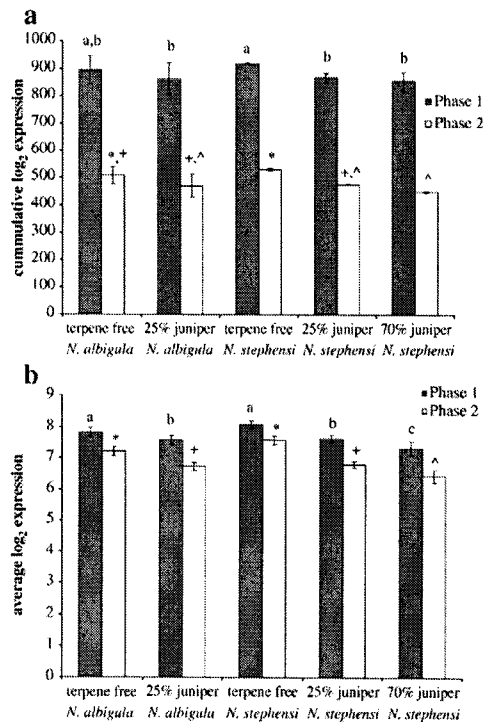 a
cummutative log2 expression
1000
900
800
700
600
500
400
300
200
100
0
a,b
b
a
b
b
*,+
+,^
*
+,^
^
Phase 1
Phase 2
terpene free 25% juniper terpene free 25% juniper 70% juniper
N. albigula N. albigula N. stephensi N. stephensi N. stephensi
b
average log2 expression
9
8
7
6
5
4
3
2
1
0
a
b
a
b
c
*
+
*
+
^
Phase 1
Phase 2
terpene free 25% juniper terpene free 25% juniper 70% juniper
N. albigula N. albigula N. stephensi N. stephensi N. stephensi